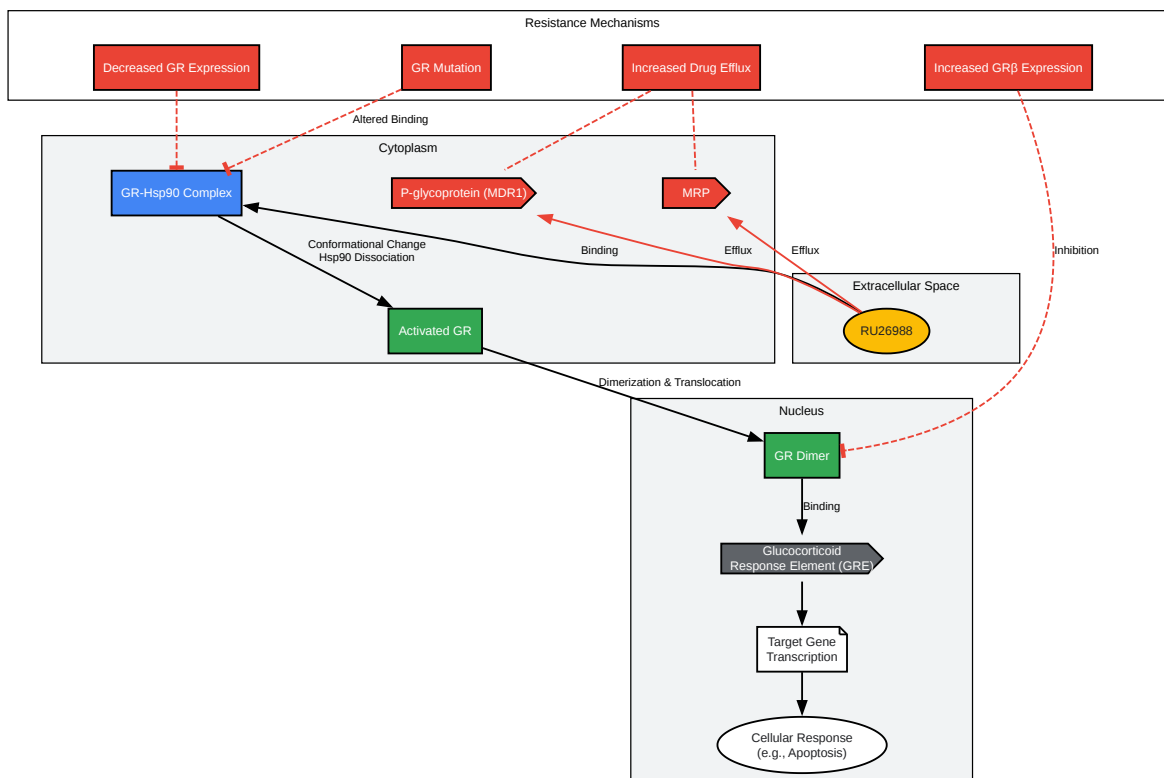 Resistance Mechanisms
Decreased GR Expression
GR Mutation
Increased Drug Efflux
Increased GRβ Expression
Altered Binding
Cytoplasm
GR-Hsp90 Complex
P-glycoprotein (MDR1)
MRP
Conformational Change
Hsp90 Dissociation
Binding
Efflux
Efflux
Inhibition
Extracellular Space
RU26988
Activated GR
Dimerization & Translocation
Nucleus
GR Dimer
Binding
Glucocorticoid
Response Element (GRE)
Target Gene
Transcription
Cellular Response
(e.g., Apoptosis)